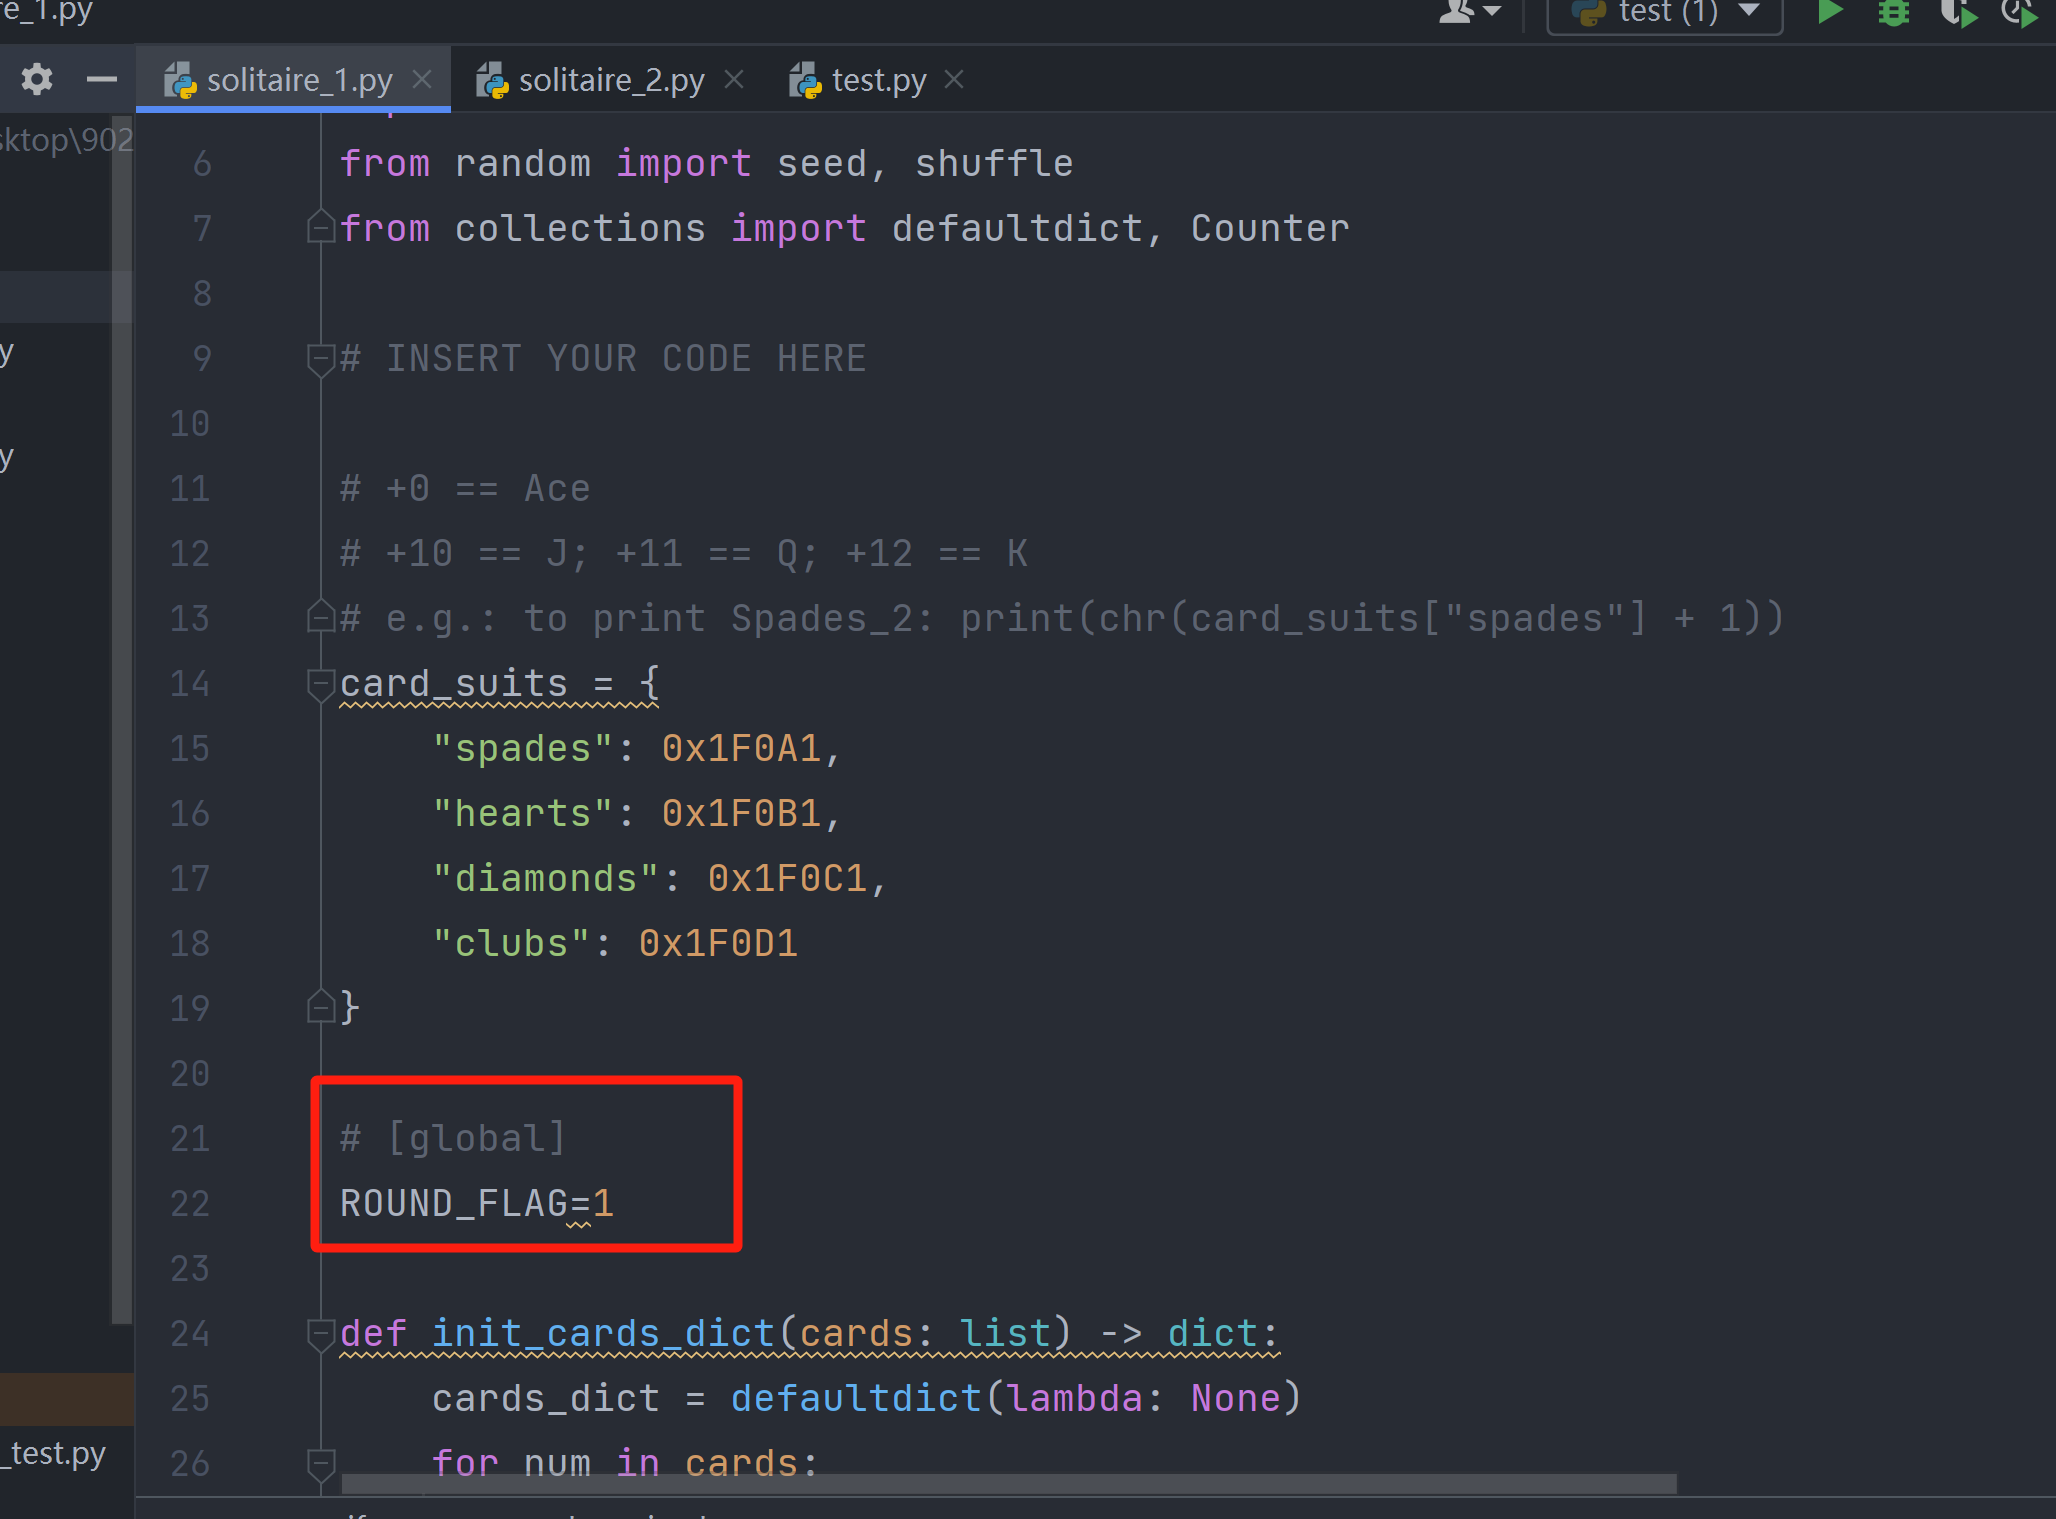 re_1.py
test (1)
solitaire_1.py
solitaire_2.py
test.py
sktop\902
6 from random import seed, shuffle
7 from collections import defaultdict, Counter
8
9 # INSERT YOUR CODE HERE
10
11 # +0 == Ace
12 # +10 == J; +11 == Q; +12 == K
13 # e.g.: to print Spades_2: print(chr(card_suits["spades"] + 1))
14 card_suits = {
15 "spades": 0x1F0A1,
16 "hearts": 0x1F0B1,
17 "diamonds": 0x1F0C1,
18 "clubs": 0x1F0D1
19 }
20
21 # [global]
22 ROUND_FLAG=1
23
24 def init_cards_dict(cards: list) -> dict:
25 cards_dict = defaultdict(lambda: None)
26 for num in cards:
y
y
_test.py